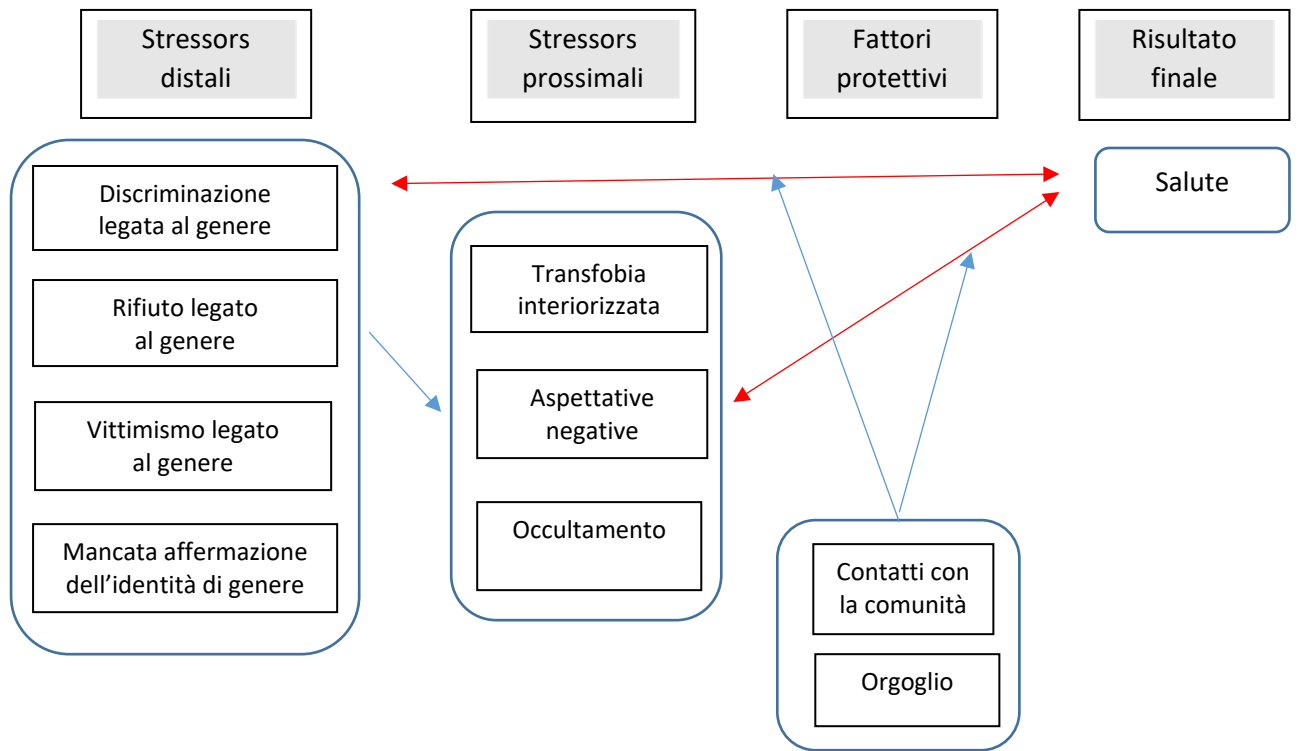 Stressors
distali
Stressors
prossimali
Fattori
protettivi
Risultato
finale
Discriminazione
legata al genere
Rifiuto legato
al genere
Vittimismo legato
al genere
Mancata affermazione
dell’identità di genere
Transfobia
interiorizzata
Aspettative
negative
Occultamento
Contatti con
la comunità
Orgoglio
Salute